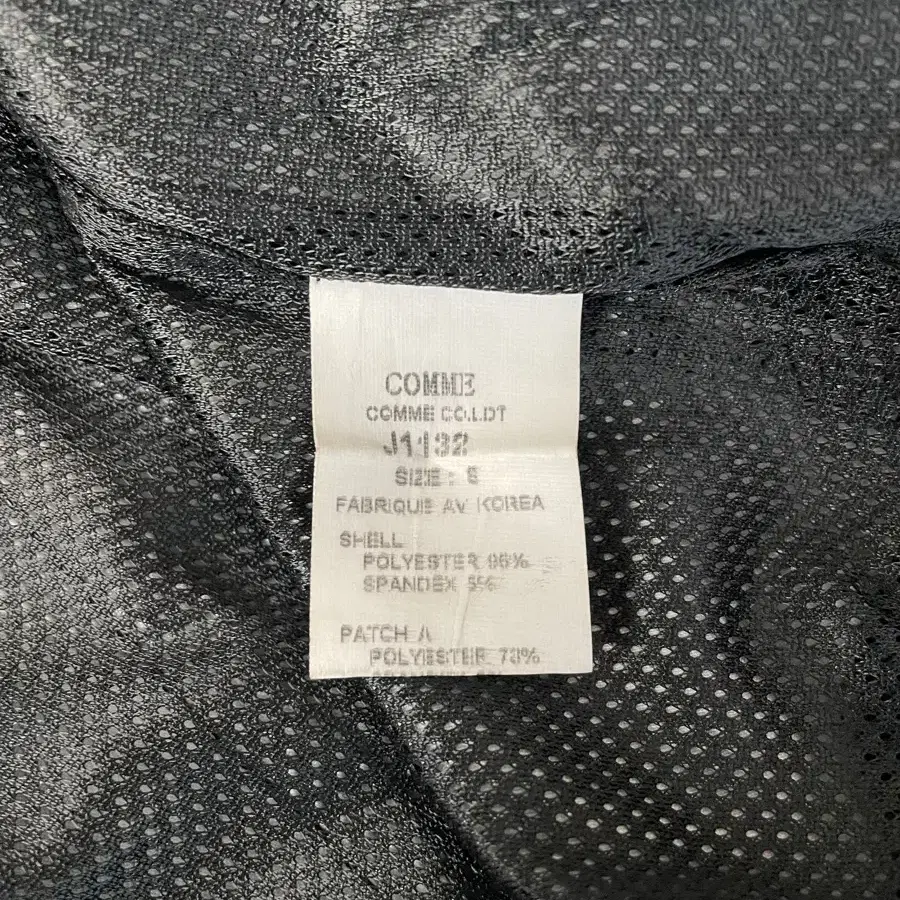 COMME
COMME CO.LDT
J1132
SIZE : S
FABRIQUE AV KOREA
SHELL
POLYESTER 95%
SPANDEX 5%
PATCH A
POLYESTER 73%